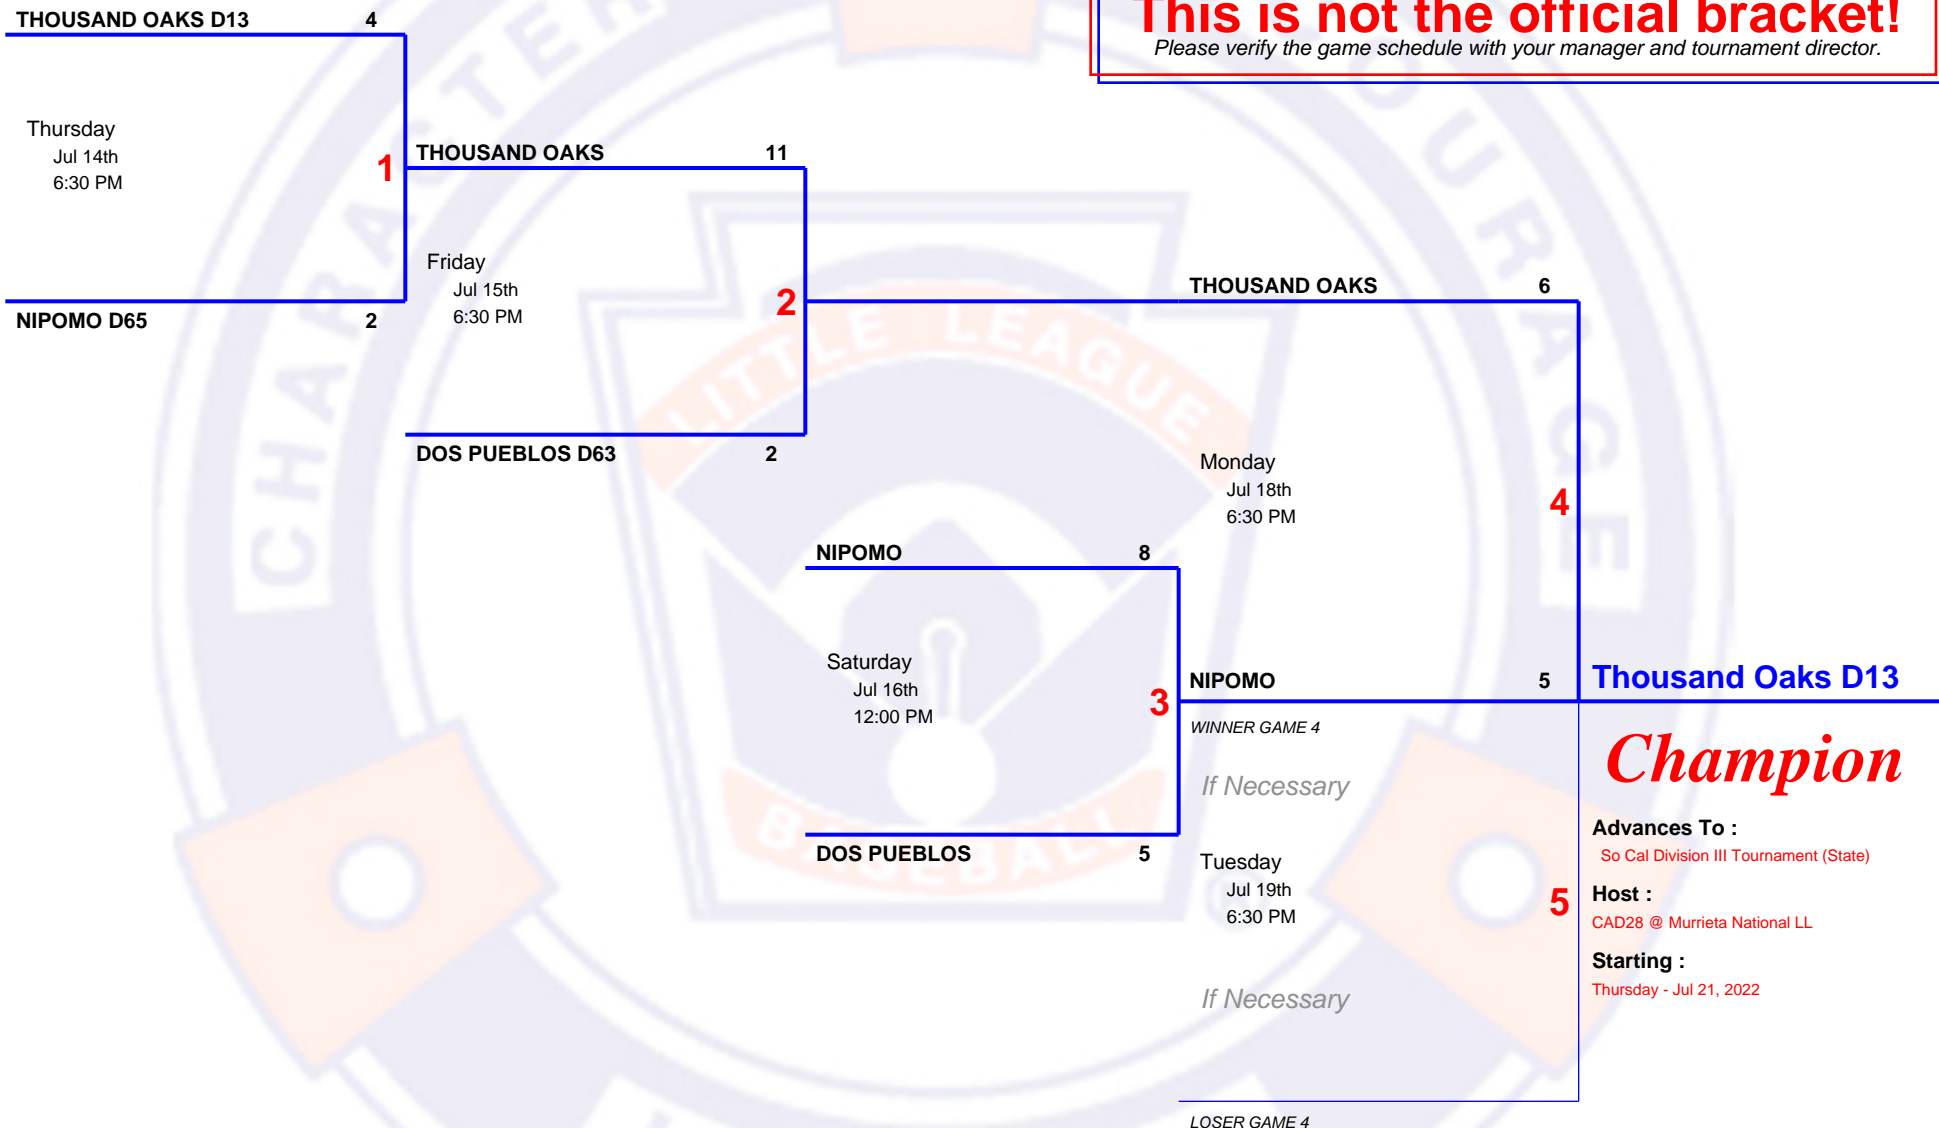 THOUSAND OAKS D13 4
This is not the official bracket!
Please verify the game schedule with your manager and tournament director.
Thursday
Jul 14th
6:30 PM
1
THOUSAND OAKS 11
NIPOMO D65 2
Friday
Jul 15th
6:30 PM
2
DOS PUEBLOS D63 2
THOUSAND OAKS 6
Monday
Jul 18th
6:30 PM
4
NIPOMO 8
Saturday
Jul 16th
12:00 PM
3
DOS PUEBLOS 5
NIPOMO 5
WINNER GAME 4
If Necessary
Tuesday
Jul 19th
6:30 PM
5
If Necessary
LOSER GAME 4
Thousand Oaks D13
Champion
Advances To :
So Cal Division III Tournament (State)
Host :
CAD28 @ Murrieta National LL
Starting :
Thursday - Jul 21, 2022
CHARACTER
COURAGE
LITTLE LEAGUE
BASEBALL
®